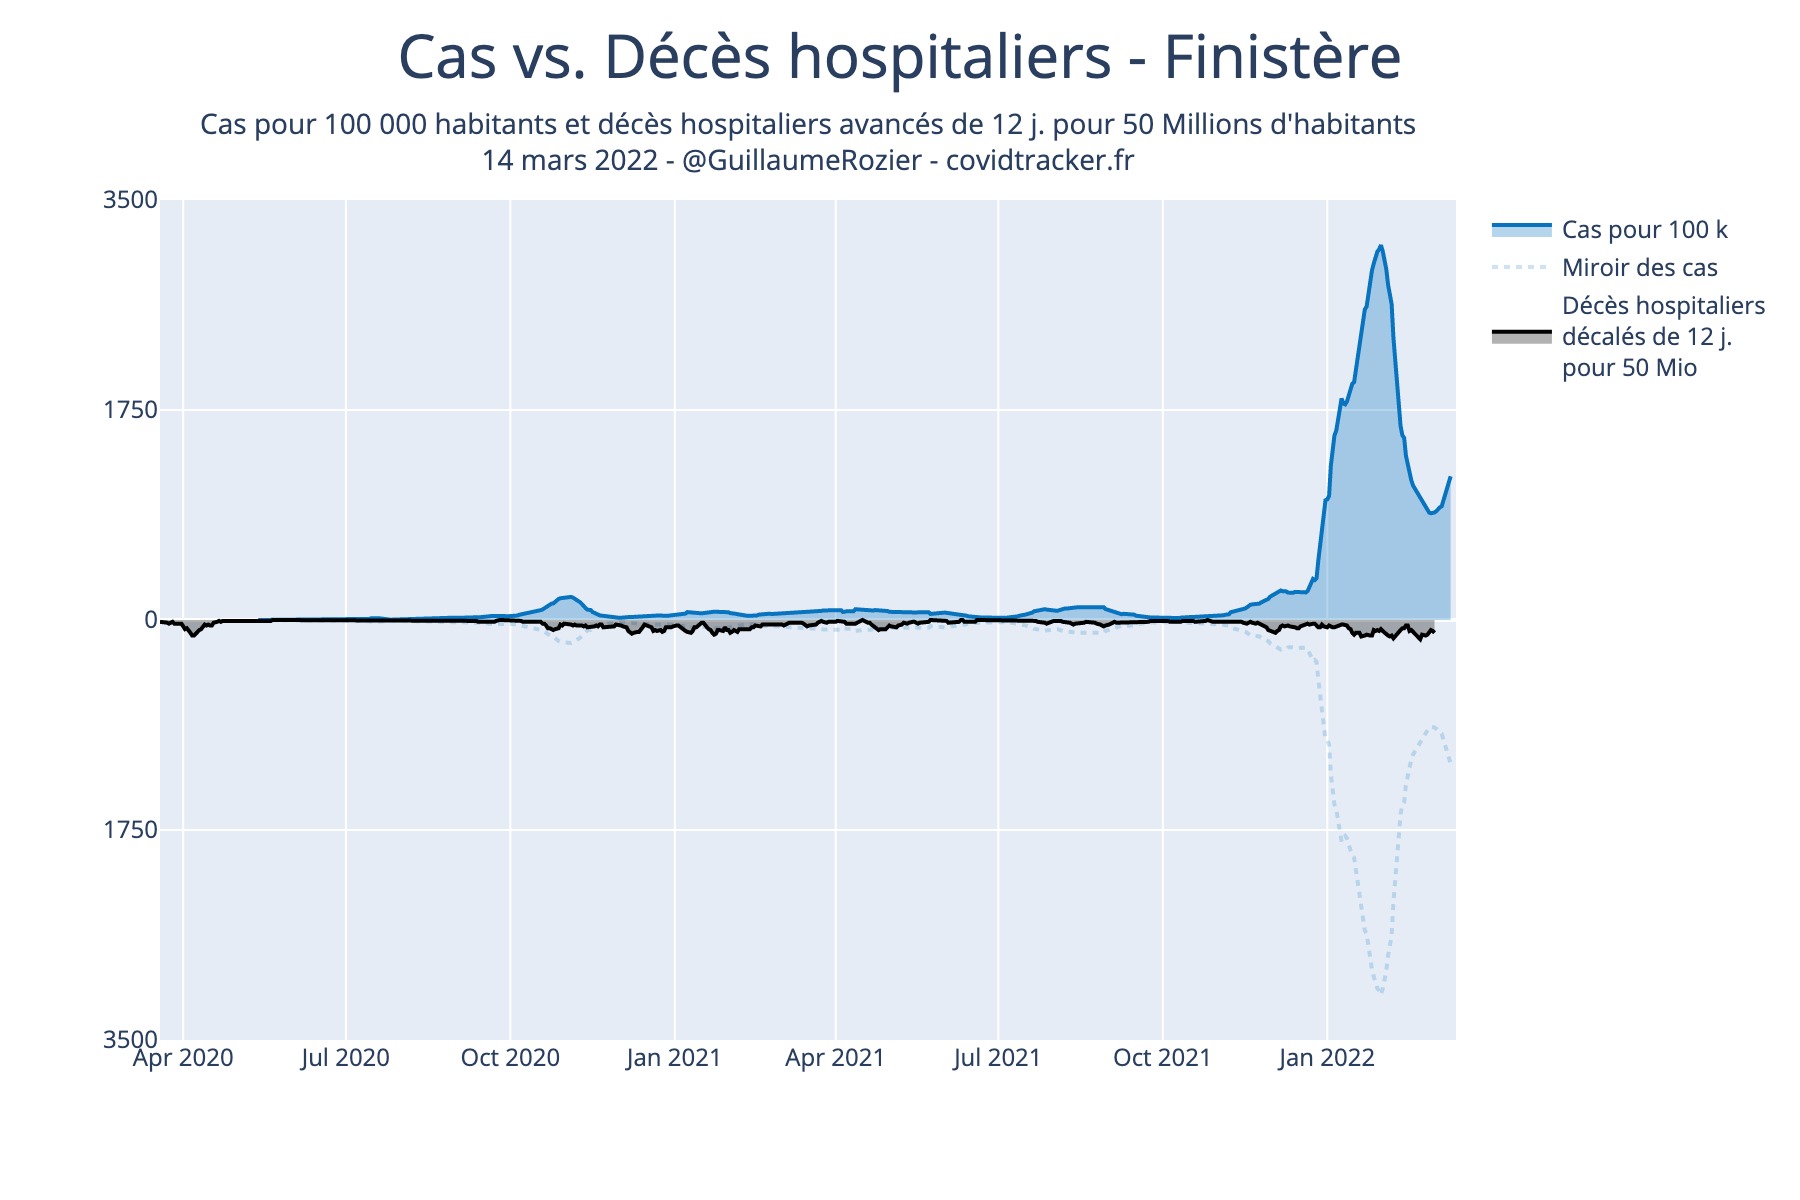 Cas vs. Décès hospitaliers - Finistère
Cas pour 100 000 habitants et décès hospitaliers avancés de 12 j. pour 50 Millions d'habitants
14 mars 2022 - @GuillaumeRozier - covidtracker.fr
3500
1750
0
1750
3500
Apr 2020
Jul 2020
Oct 2020
Jan 2021
Apr 2021
Jul 2021
Oct 2021
Jan 2022
Cas pour 100 k
Miroir des cas
Décès hospitaliers
décalés de 12 j.
pour 50 Mio